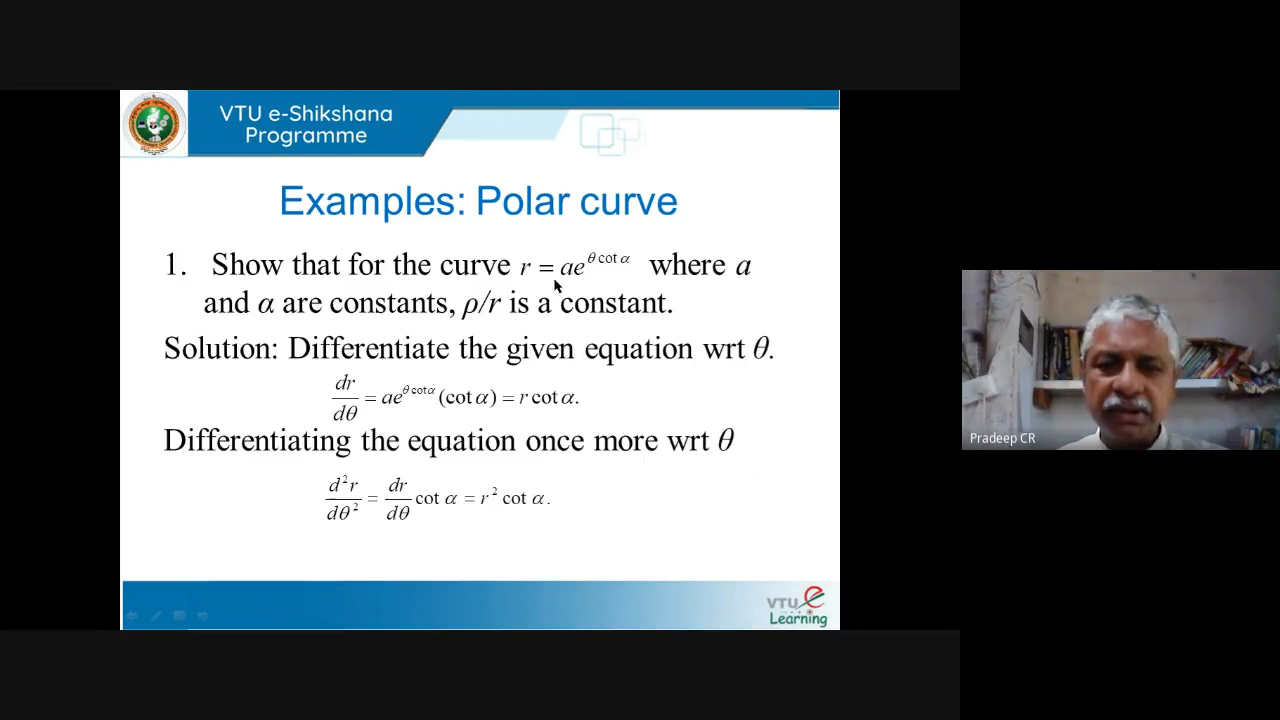 VTU e-Shikshana
Programme
Examples: Polar curve
1. Show that for the curve r = ae^{θ cot α} where a
and α are constants, ρ/r is a constant.
Solution: Differentiate the given equation wrt θ.
dr/dθ = ae^{θ cot α} (cot α) = r cot α.
Differentiating the equation once more wrt θ
d²r/dθ² = dr/dθ cot α = r² cot α.
VTU e
Learning
Pradeep CR